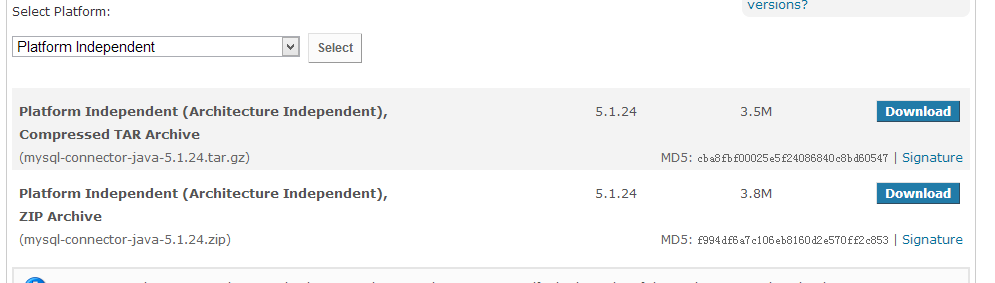 versions?
Select Platform:
Platform Independent
Select
Platform Independent (Architecture Independent), 5.1.24 3.5M Download
Compressed TAR Archive
(mysql-connector-java-5.1.24.tar.gz) MD5: cba8fbf00025e5f24086840c8bd60547 | Signature
Platform Independent (Architecture Independent), 5.1.24 3.8M Download
ZIP Archive
(mysql-connector-java-5.1.24.zip) MD5: f994df6a7c106eb8160d2e570ff2c853 | Signature